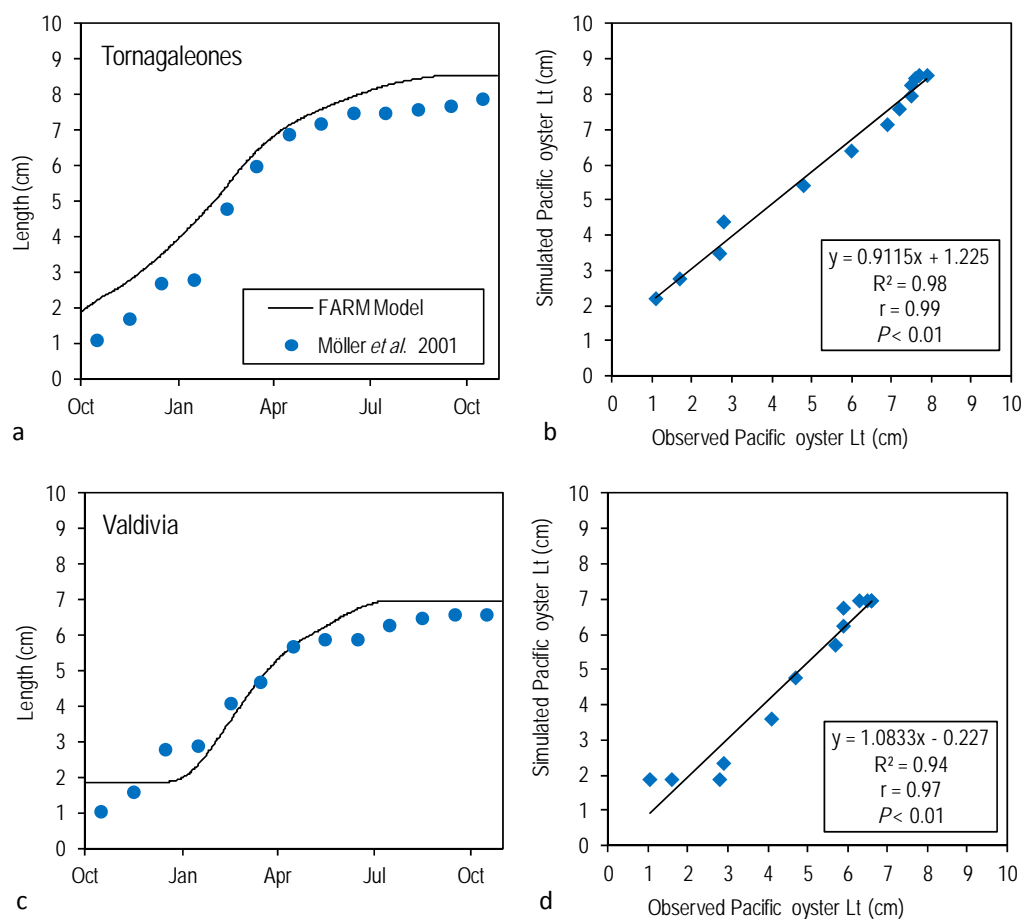 10
9
8
7
6
5
4
3
2
1
0
Length (cm)
Tornagaleones
FARM Model
Möller et al. 2001
Oct Jan Apr Jul Oct
a
10
9
8
7
6
5
4
3
2
1
0
Simulated Pacific oyster Lt (cm)
y = 0.9115x + 1.225
R² = 0.98
r = 0.99
P < 0.01
0 1 2 3 4 5 6 7 8 9 10
Observed Pacific oyster Lt (cm)
b
10
9
8
7
6
5
4
3
2
1
0
Length (cm)
Valdivia
Oct Jan Apr Jul Oct
c
10
9
8
7
6
5
4
3
2
1
0
Simulated Pacific oyster Lt (cm)
y = 1.0833x - 0.227
R² = 0.94
r = 0.97
P < 0.01
0 1 2 3 4 5 6 7 8 9 10
Observed Pacific oyster Lt (cm)
d